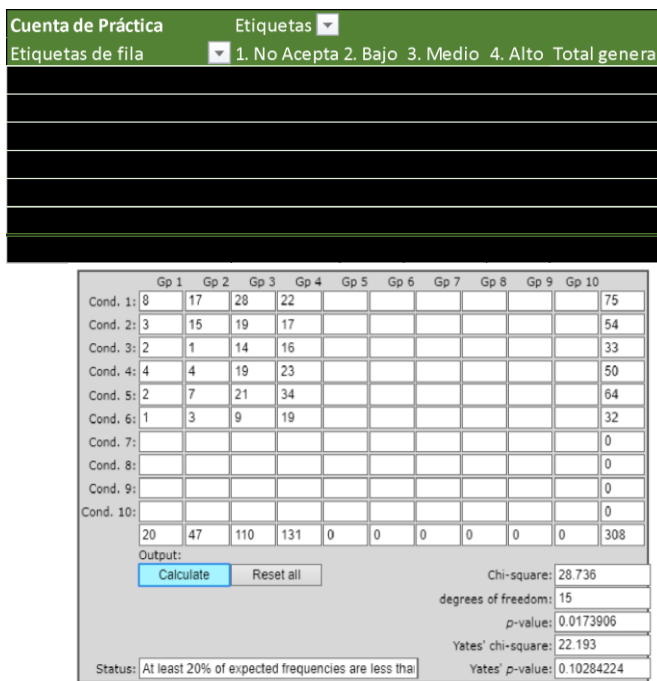 Cuenta de Práctica Etiquetas
Etiquetas de fila 1. No Acepta 2. Bajo 3. Medio 4. Alto Total genera
Gp 1 Gp 2 Gp 3 Gp 4 Gp 5 Gp 6 Gp 7 Gp 8 Gp 9 Gp 10
Cond. 1: 8 17 28 22 75
Cond. 2: 3 15 19 17 54
Cond. 3: 2 1 14 16 33
Cond. 4: 4 4 19 23 50
Cond. 5: 2 7 21 34 64
Cond. 6: 1 3 9 19 32
Cond. 7: 0
Cond. 8: 0
Cond. 9: 0
Cond. 10: 0
20 47 110 131 0 0 0 0 0 0 308
Output:
Calculate Reset all Chi-square: 28.736
degrees of freedom: 15
p-value: 0.0173906
Yates' chi-square: 22.193
Status: At least 20% of expected frequencies are less tha Yates' p-value: 0.10284224